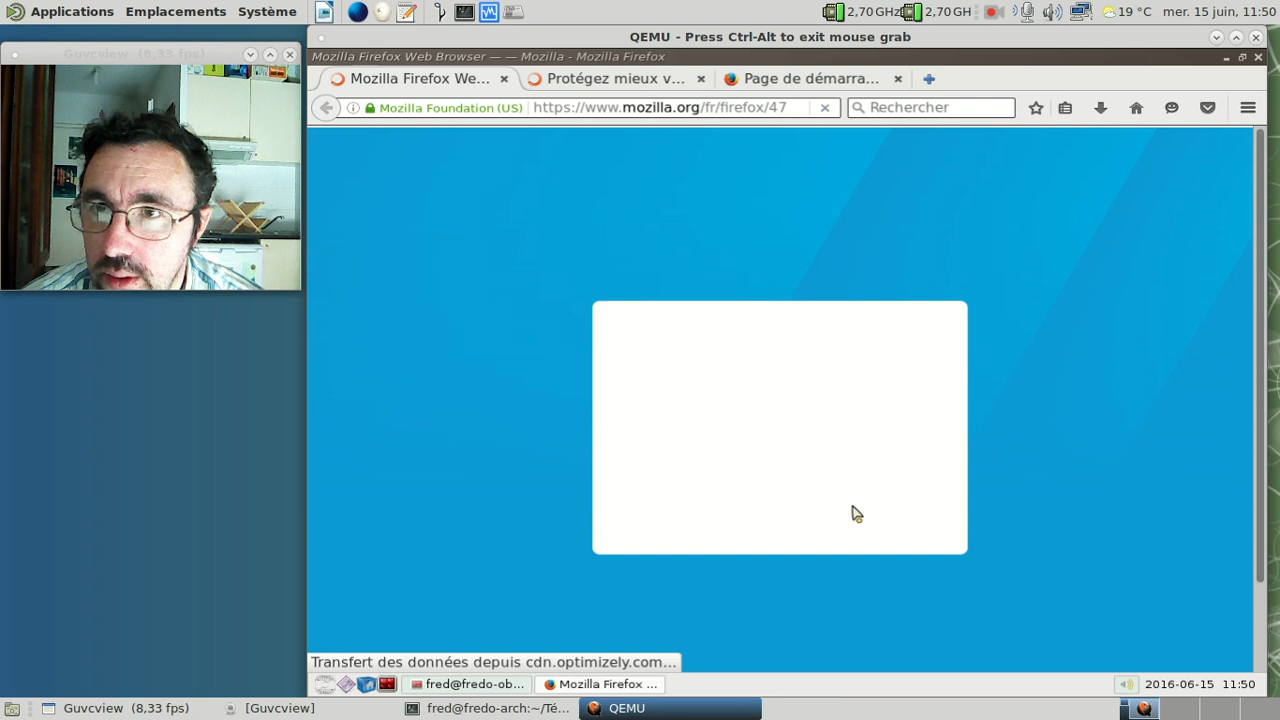 Applications Emplacements Système
2,70 GHz 2,70 GH 19 °C mer. 15 juin, 11:50
Guvcview (8,33 fps)
QEMU - Press Ctrl-Alt to exit mouse grab
Mozilla Firefox Web Browser — — Mozilla - Mozilla Firefox
Mozilla Firefox We... Protégez mieux v... Page de démarra...
Mozilla Foundation (US) https://www.mozilla.org/fr/firefox/47 Rechercher
Transfert des données depuis cdn.optimizely.com...
fred@fredo-ob... Mozilla Firefox ... 2016-06-15 11:50
Guvcview (8,33 fps) [Guvcview] fred@fredo-arch:~/Té... QEMU